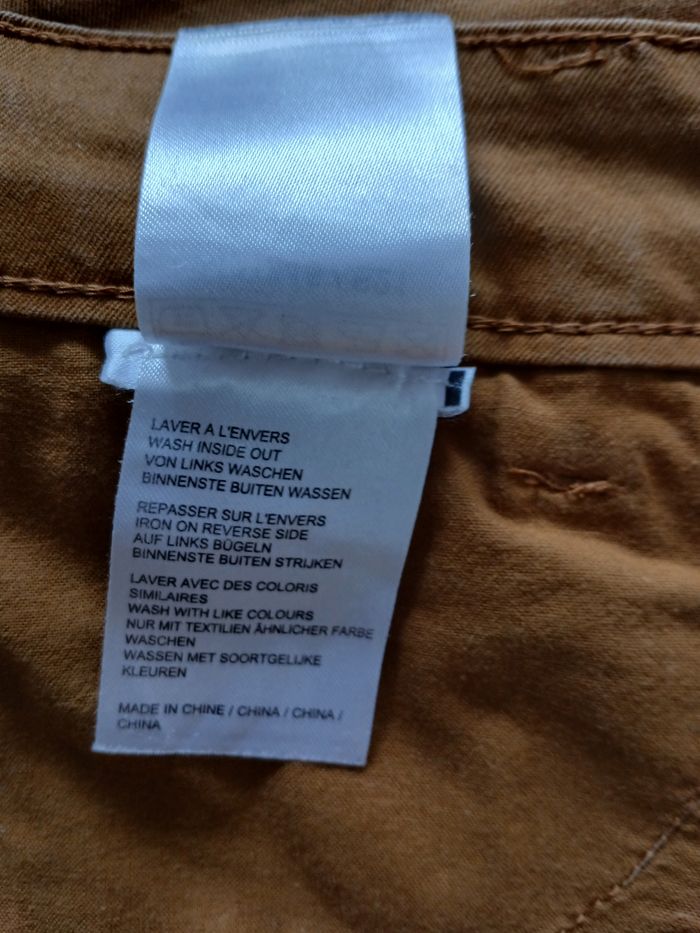 LAVER A L'ENVERS
WASH INSIDE OUT
VON LINKS WASCHEN
BINNENSTE BUITEN WASSEN
REPASSER SUR L'ENVERS
IRON ON REVERSE SIDE
AUF LINKS BÜGELN
BINNENSTE BUITEN STRIJKEN
LAVER AVEC DES COLORIS
SIMILAIRES
WASH WITH LIKE COLOURS
NUR MIT TEXTILIEN ÄHNLICHER FARBE
WASCHEN
WASSEN MET SOORTGELIJKE
KLEUREN
MADE IN CHINE / CHINA / CHINA /
CHINA